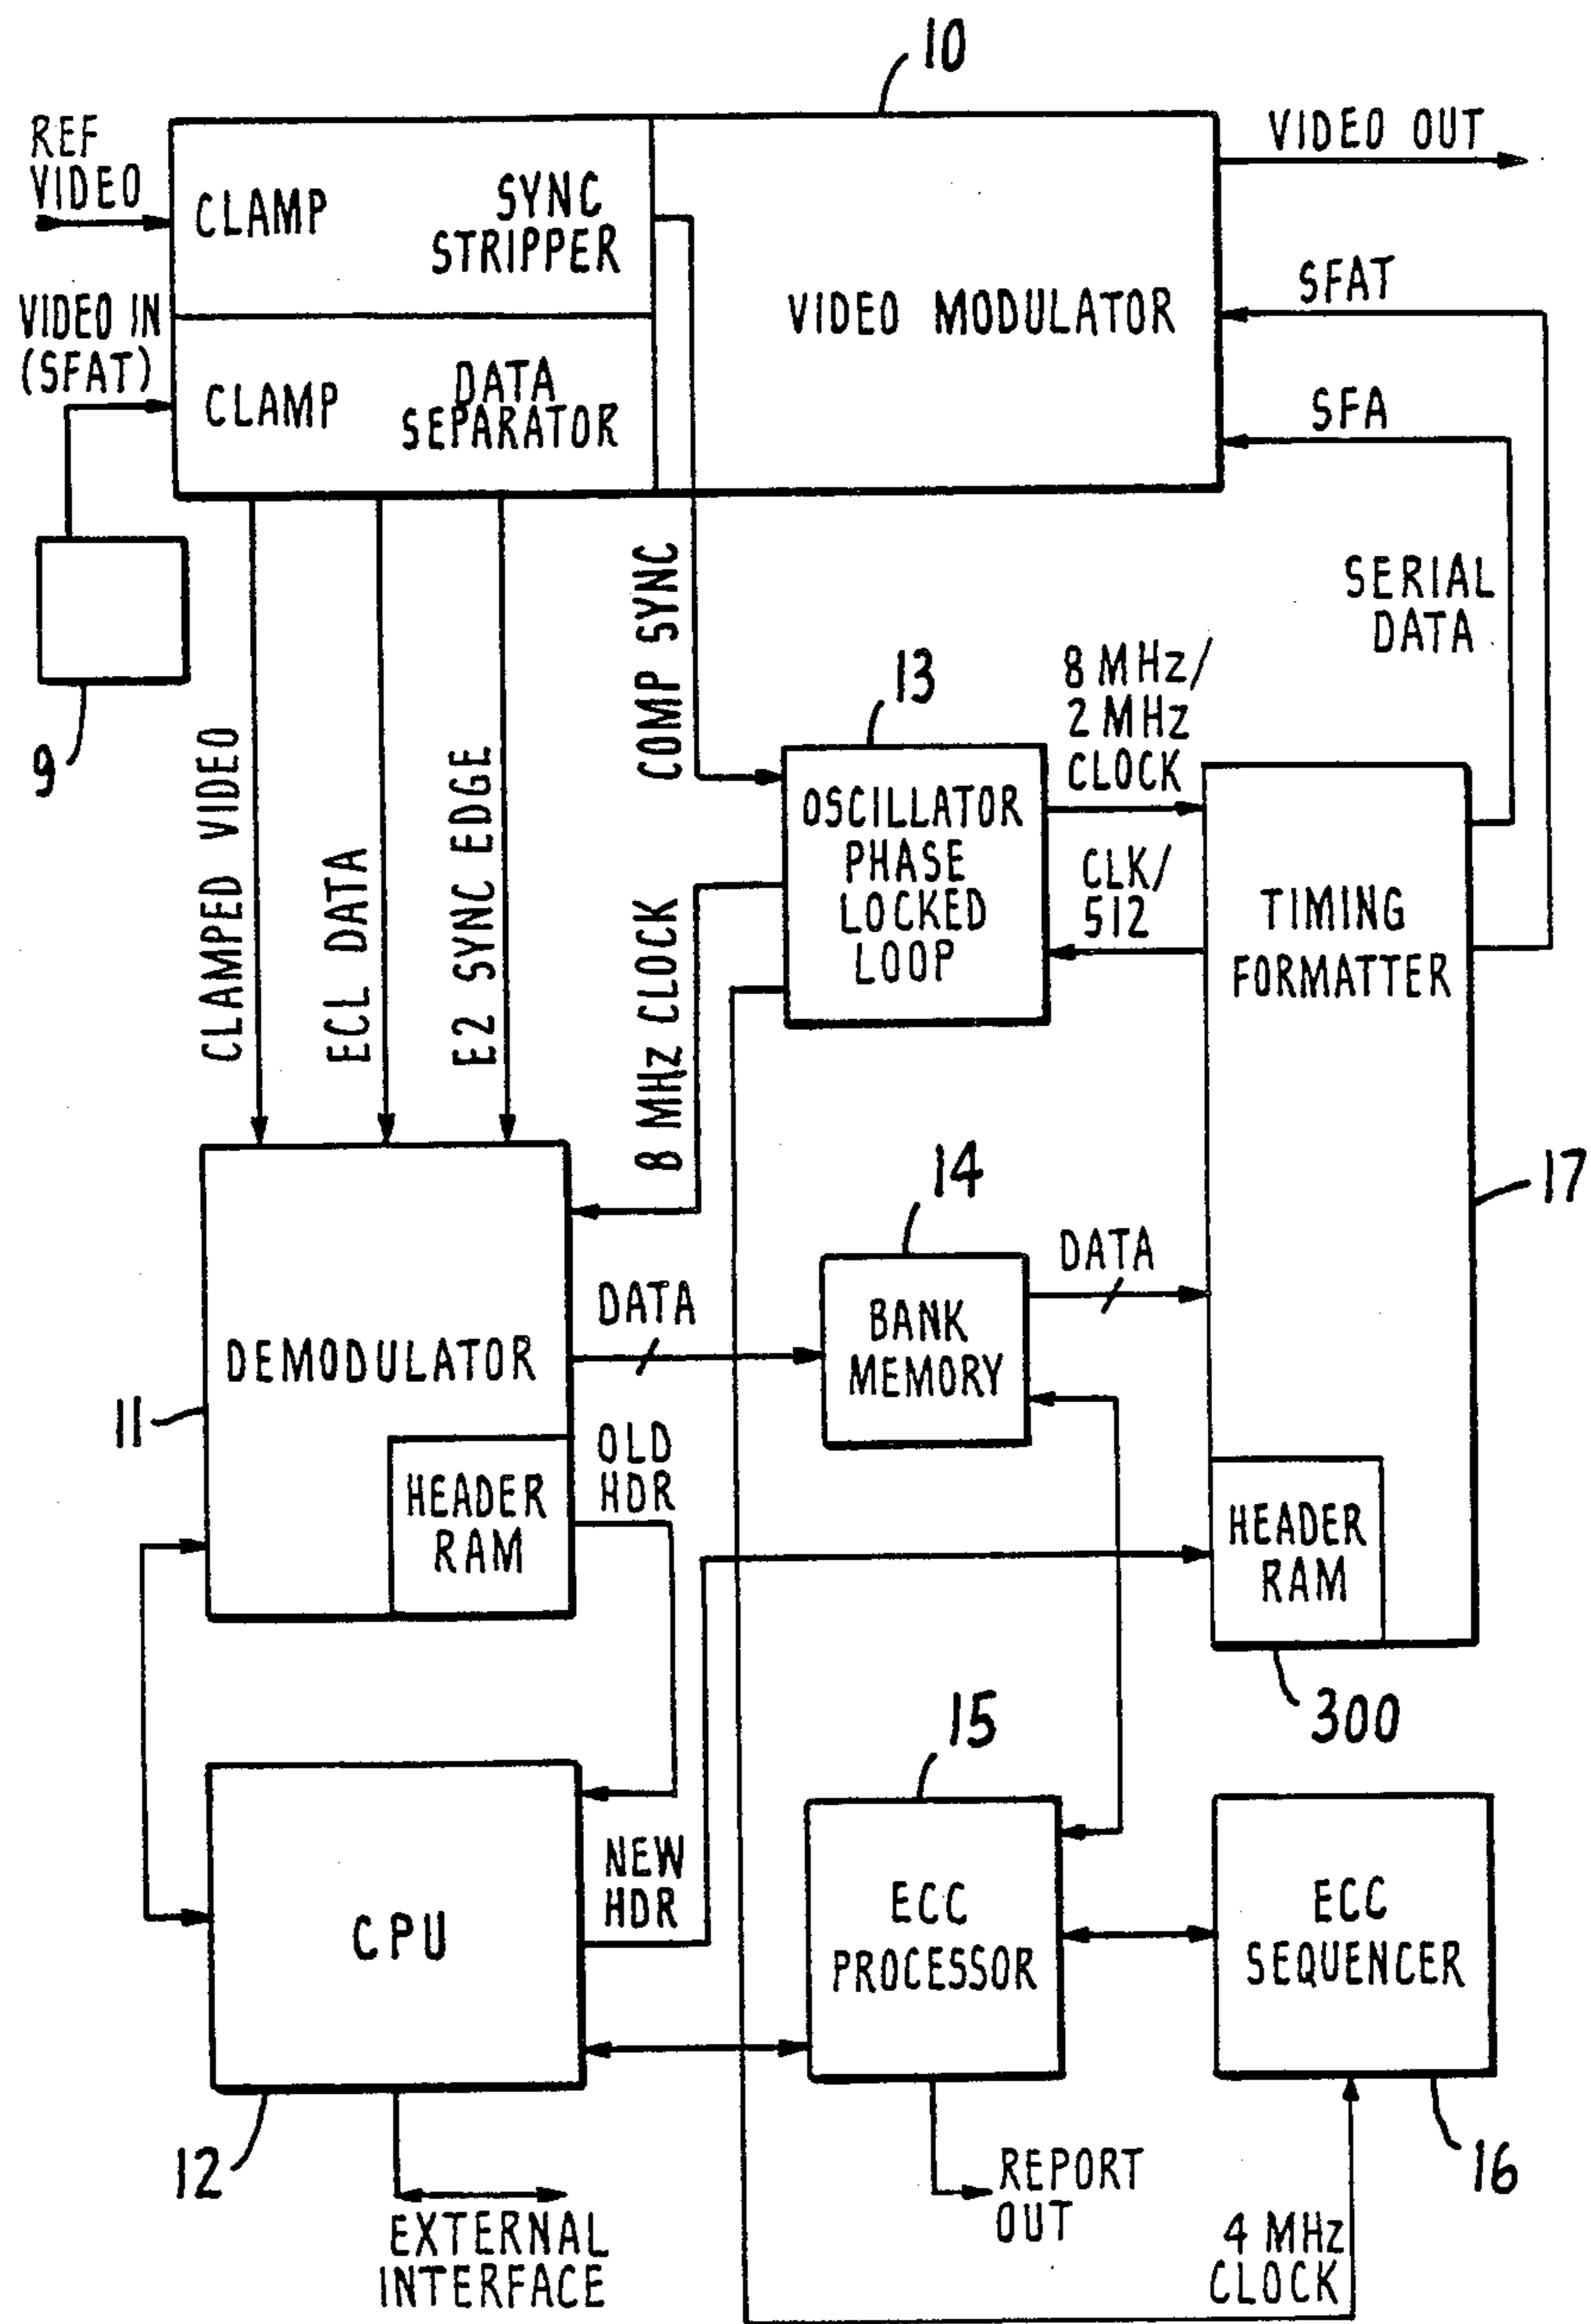 10
REF
VIDEO
CLAMP
SYNC
STRIPPER
VIDEO OUT
VIDEO IN
(SFAT)
CLAMP
DATA
SEPARATOR
VIDEO MODULATOR
SFAT
SFA
SERIAL
DATA
9
CLAMPED VIDEO
ECL DATA
E2 SYNC EDGE
COMP SYNC
8 MHz CLOCK
13
OSCILLATOR
PHASE
LOCKED
LOOP
8 MHz/
2 MHz
CLOCK
CLK/
512
TIMING
FORMATTER
17
14
BANK
MEMORY
DATA
DATA
DEMODULATOR
11
HEADER
RAM
OLD
HDR
HEADER
RAM
300
15
NEW
HDR
CPU
12
ECC
PROCESSOR
ECC
SEQUENCER
16
EXTERNAL
INTERFACE
REPORT
OUT
4 MHz
CLOCK